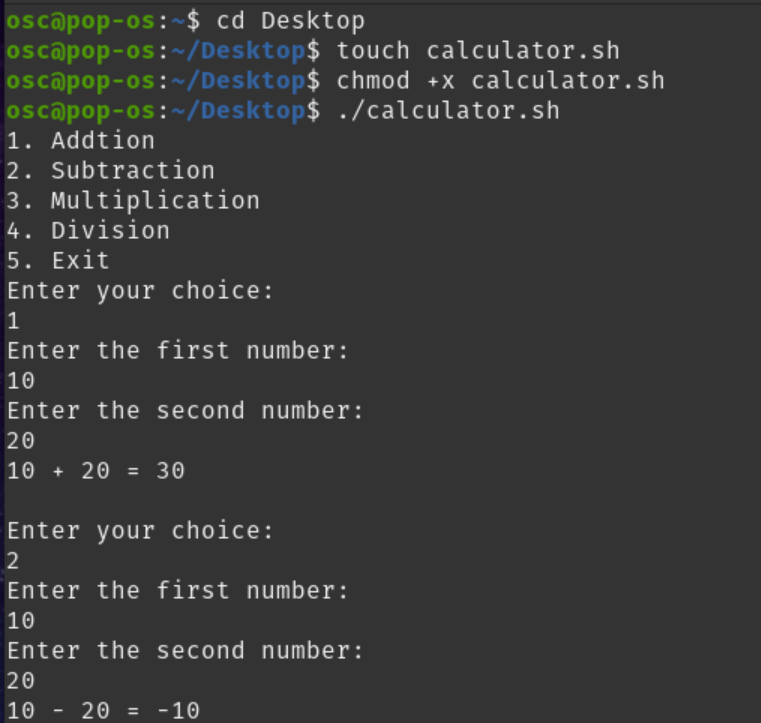 osc@pop-os:~$ cd Desktop
osc@pop-os:~/Desktop$ touch calculator.sh
osc@pop-os:~/Desktop$ chmod +x calculator.sh
osc@pop-os:~/Desktop$ ./calculator.sh
1. Addtion
2. Subtraction
3. Multiplication
4. Division
5. Exit
Enter your choice:
1
Enter the first number:
10
Enter the second number:
20
10 + 20 = 30

Enter your choice:
2
Enter the first number:
10
Enter the second number:
20
10 - 20 = -10